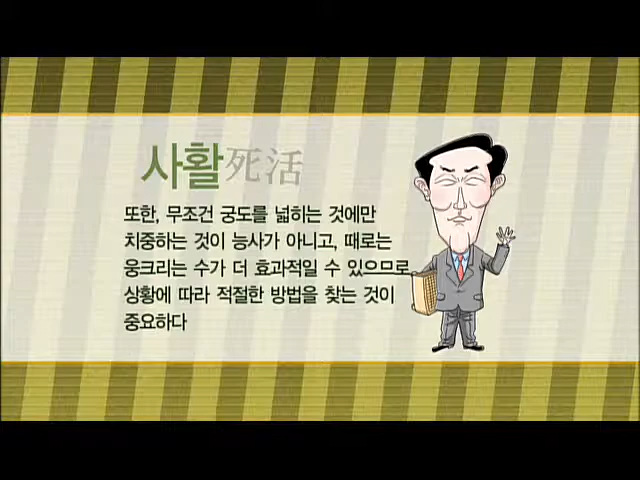 사활死活
또한, 무조건 궁도를 넓히는 것에만
치중하는 것이 능사가 아니고, 때로는
웅크리는 수가 더 효과적일 수 있으므로
상황에 따라 적절한 방법을 찾는 것이
중요하다